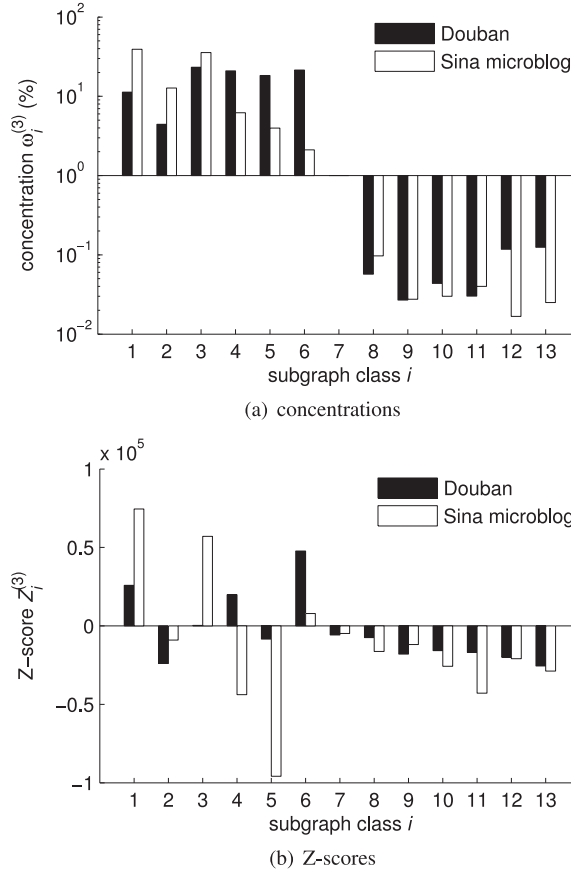 10^2
10^1
10^0
10^-1
10^-2
concentration ω_i^(3) (%)
Douban
Sina microblog
1 2 3 4 5 6 7 8 9 10 11 12 13
subgraph class i
(a) concentrations
x 10^5
1
0.5
0
−0.5
−1
Z−score Z_i^(3)
Douban
Sina microblog
1 2 3 4 5 6 7 8 9 10 11 12 13
subgraph class i
(b) Z-scores